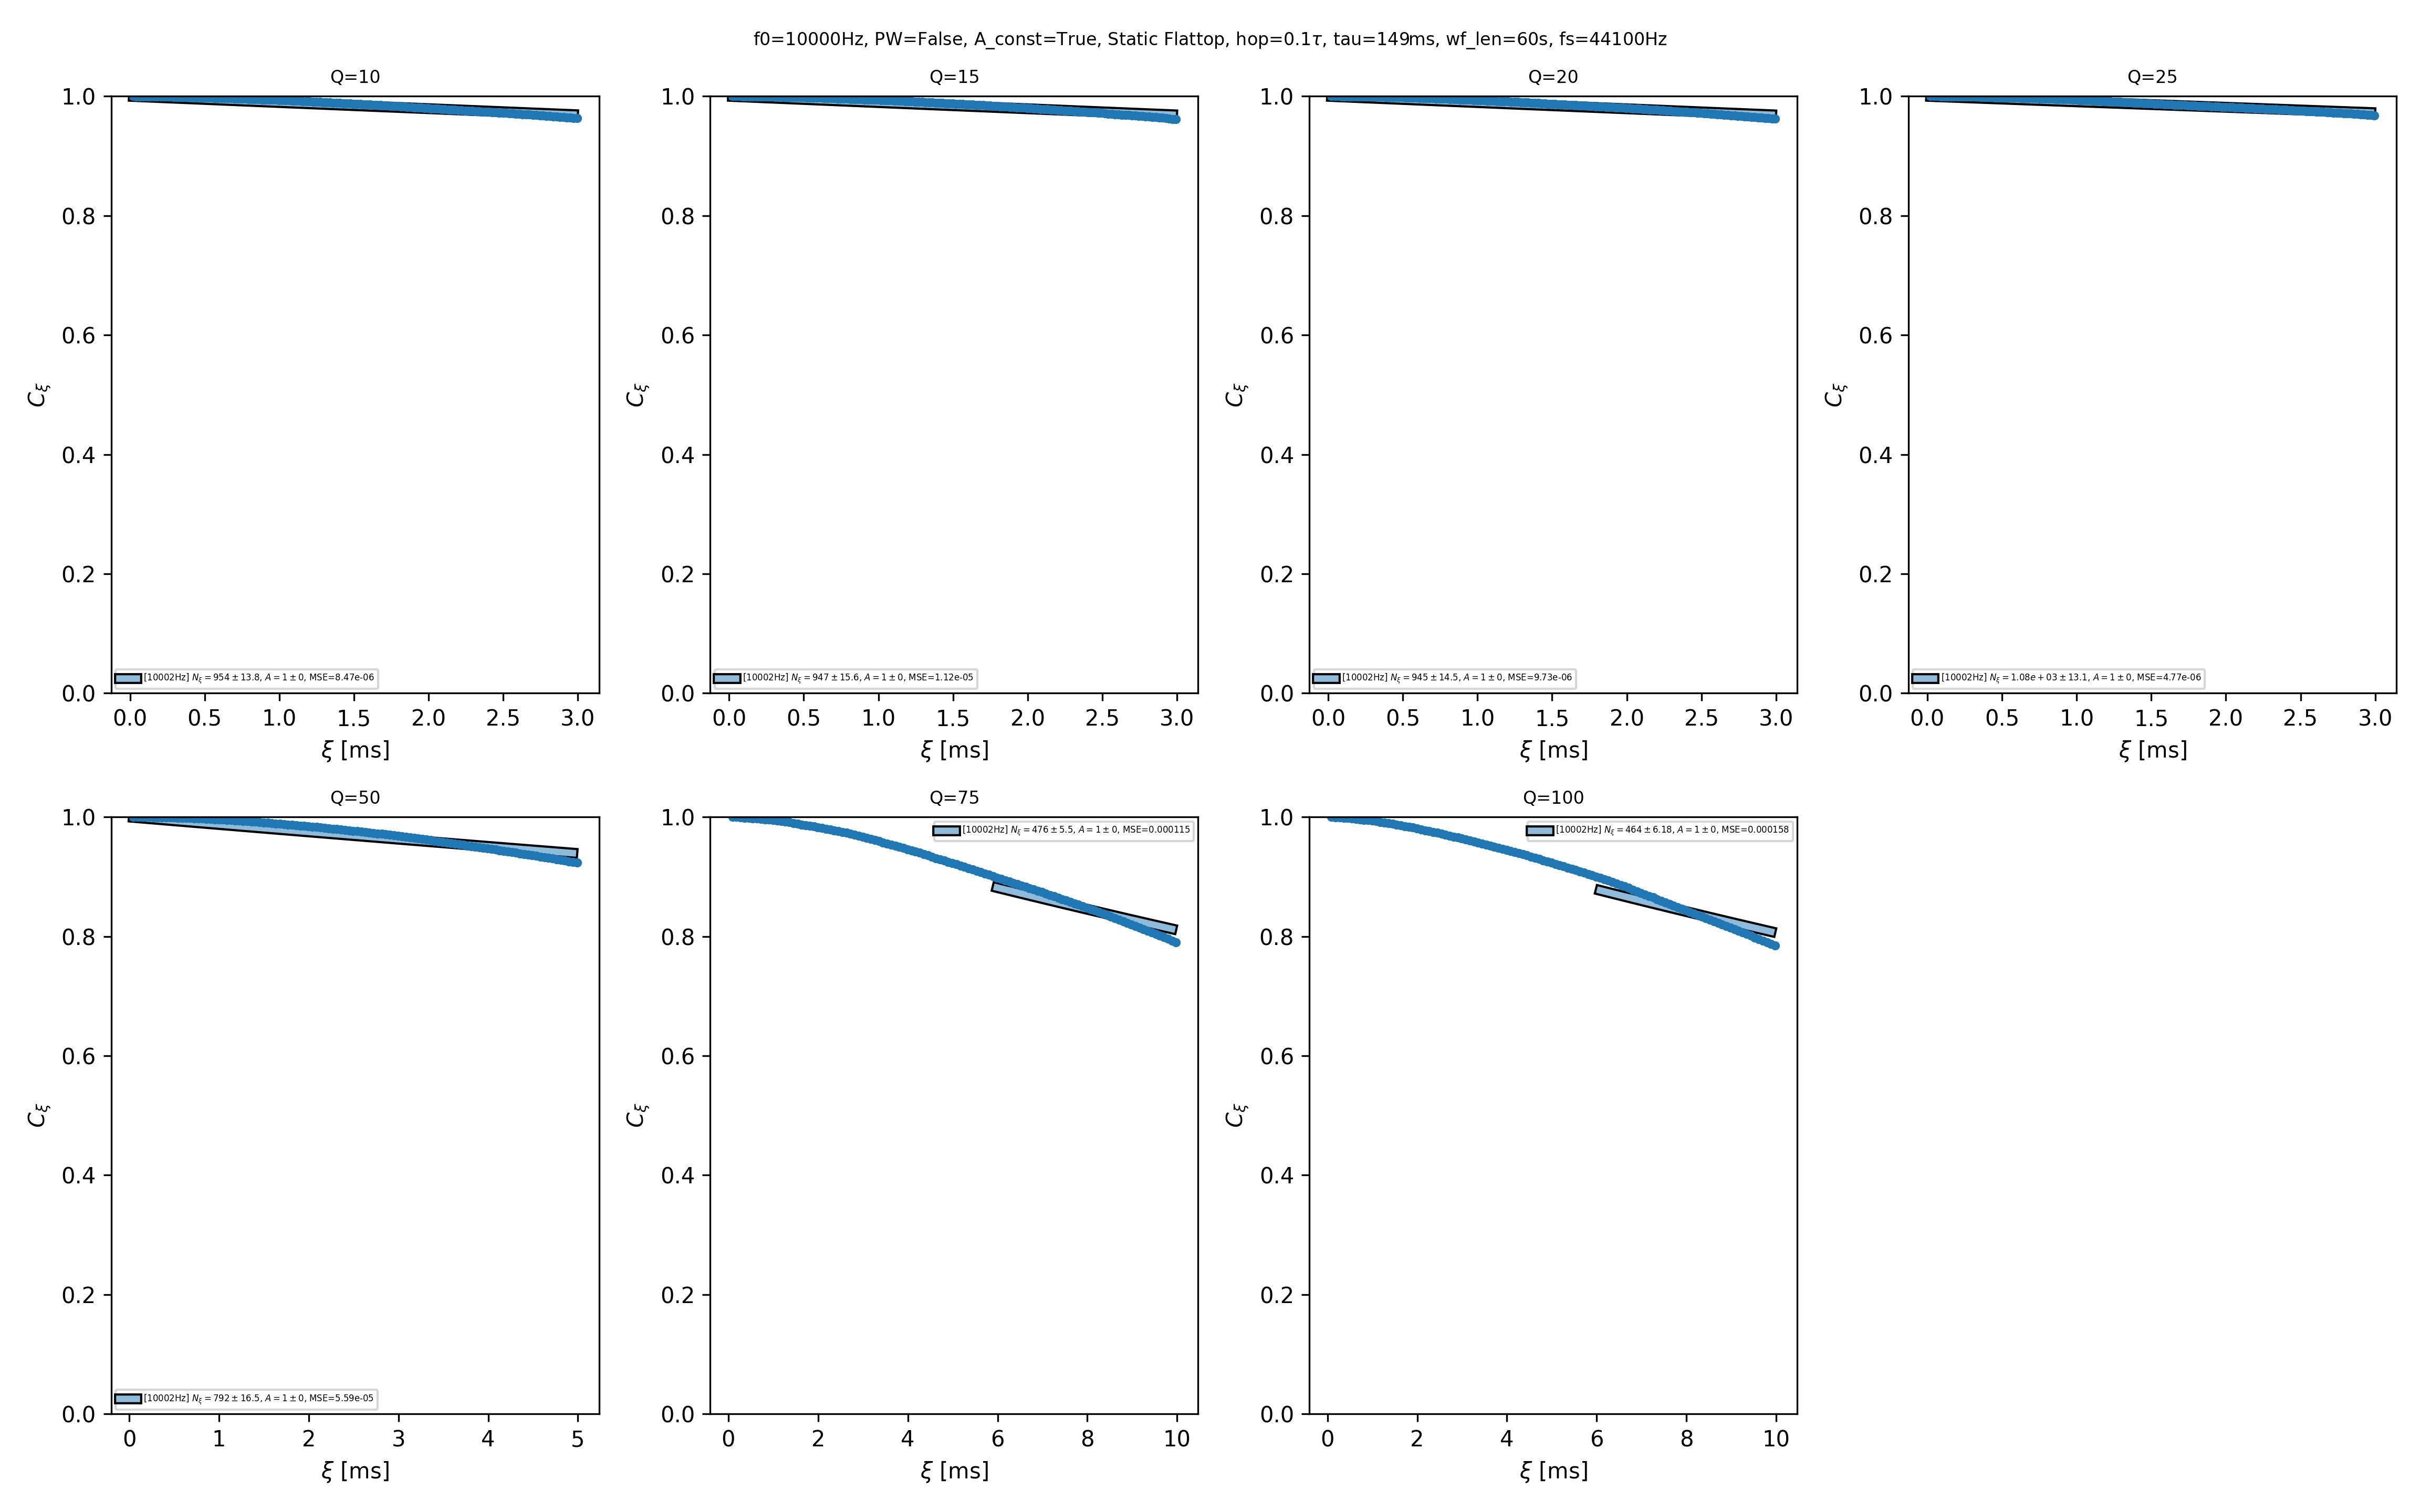 f0=10000Hz, PW=False, A_const=True, Static Flattop, hop=0.1τ, tau=149ms, wf_len=60s, fs=44100Hz
Q=10
1.0
0.8
0.6
0.4
0.2
0.0
C_ξ
[10002Hz] N_ξ = 954 ± 13.8, A = 1 ± 0, MSE=8.47e-06
0.0 0.5 1.0 1.5 2.0 2.5 3.0
ξ [ms]
Q=15
1.0
0.8
0.6
0.4
0.2
0.0
C_ξ
[10002Hz] N_ξ = 947 ± 15.6, A = 1 ± 0, MSE=1.12e-05
0.0 0.5 1.0 1.5 2.0 2.5 3.0
ξ [ms]
Q=20
1.0
0.8
0.6
0.4
0.2
0.0
C_ξ
[10002Hz] N_ξ = 945 ± 14.5, A = 1 ± 0, MSE=9.73e-06
0.0 0.5 1.0 1.5 2.0 2.5 3.0
ξ [ms]
Q=25
1.0
0.8
0.6
0.4
0.2
0.0
C_ξ
[10002Hz] N_ξ = 1.08e + 03 ± 13.1, A = 1 ± 0, MSE=4.77e-06
0.0 0.5 1.0 1.5 2.0 2.5 3.0
ξ [ms]
Q=50
1.0
0.8
0.6
0.4
0.2
0.0
C_ξ
[10002Hz] N_ξ = 792 ± 16.5, A = 1 ± 0, MSE=5.59e-05
0 1 2 3 4 5
ξ [ms]
Q=75
[10002Hz] N_ξ = 476 ± 5.5, A = 1 ± 0, MSE=0.000115
1.0
0.8
0.6
0.4
0.2
0.0
C_ξ
0 2 4 6 8 10
ξ [ms]
Q=100
[10002Hz] N_ξ = 464 ± 6.18, A = 1 ± 0, MSE=0.000158
1.0
0.8
0.6
0.4
0.2
0.0
C_ξ
0 2 4 6 8 10
ξ [ms]